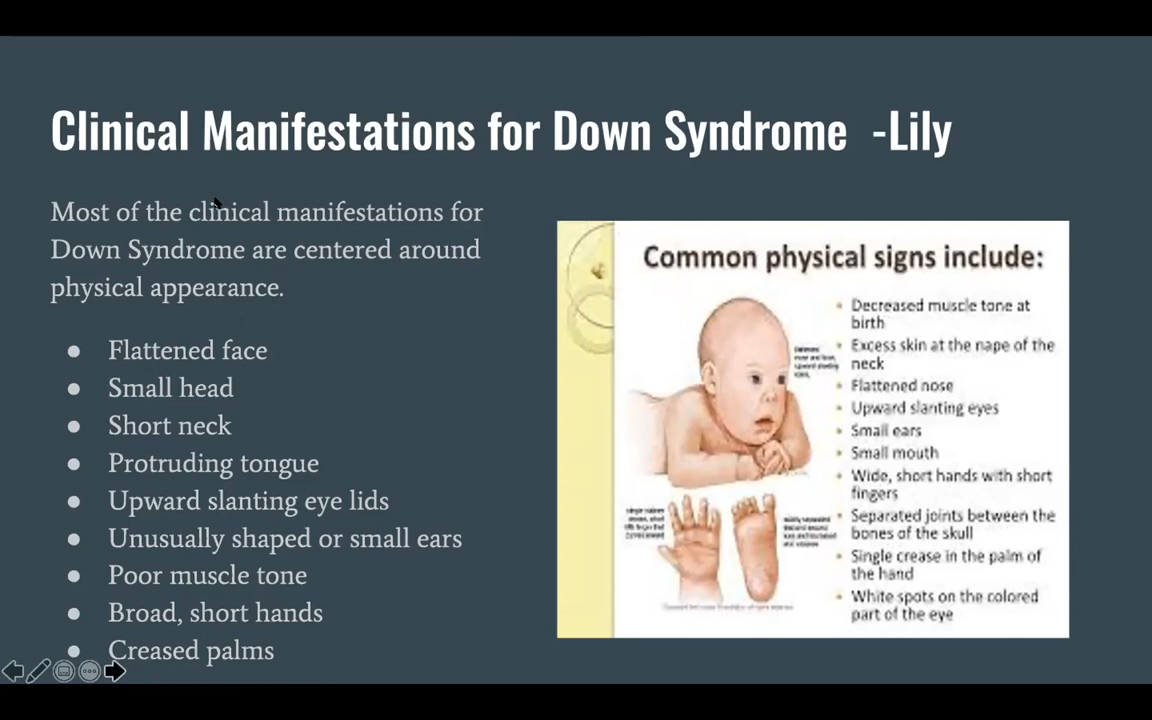 Clinical Manifestations for Down Syndrome -Lily
Most of the clinical manifestations for
Down Syndrome are centered around
physical appearance.
● Flattened face
● Small head
● Short neck
● Protruding tongue
● Upward slanting eye lids
● Unusually shaped or small ears
● Poor muscle tone
● Broad, short hands
● Creased palms
Common physical signs include:
• Decreased muscle tone at
birth
• Excess skin at the nape of the
neck
• Flattened nose
• Upward slanting eyes
• Small ears
• Small mouth
• Wide, short hands with short
fingers
• Separated joints between the
bones of the skull
• Single crease in the palm of
the hand
• White spots on the colored
part of the eye